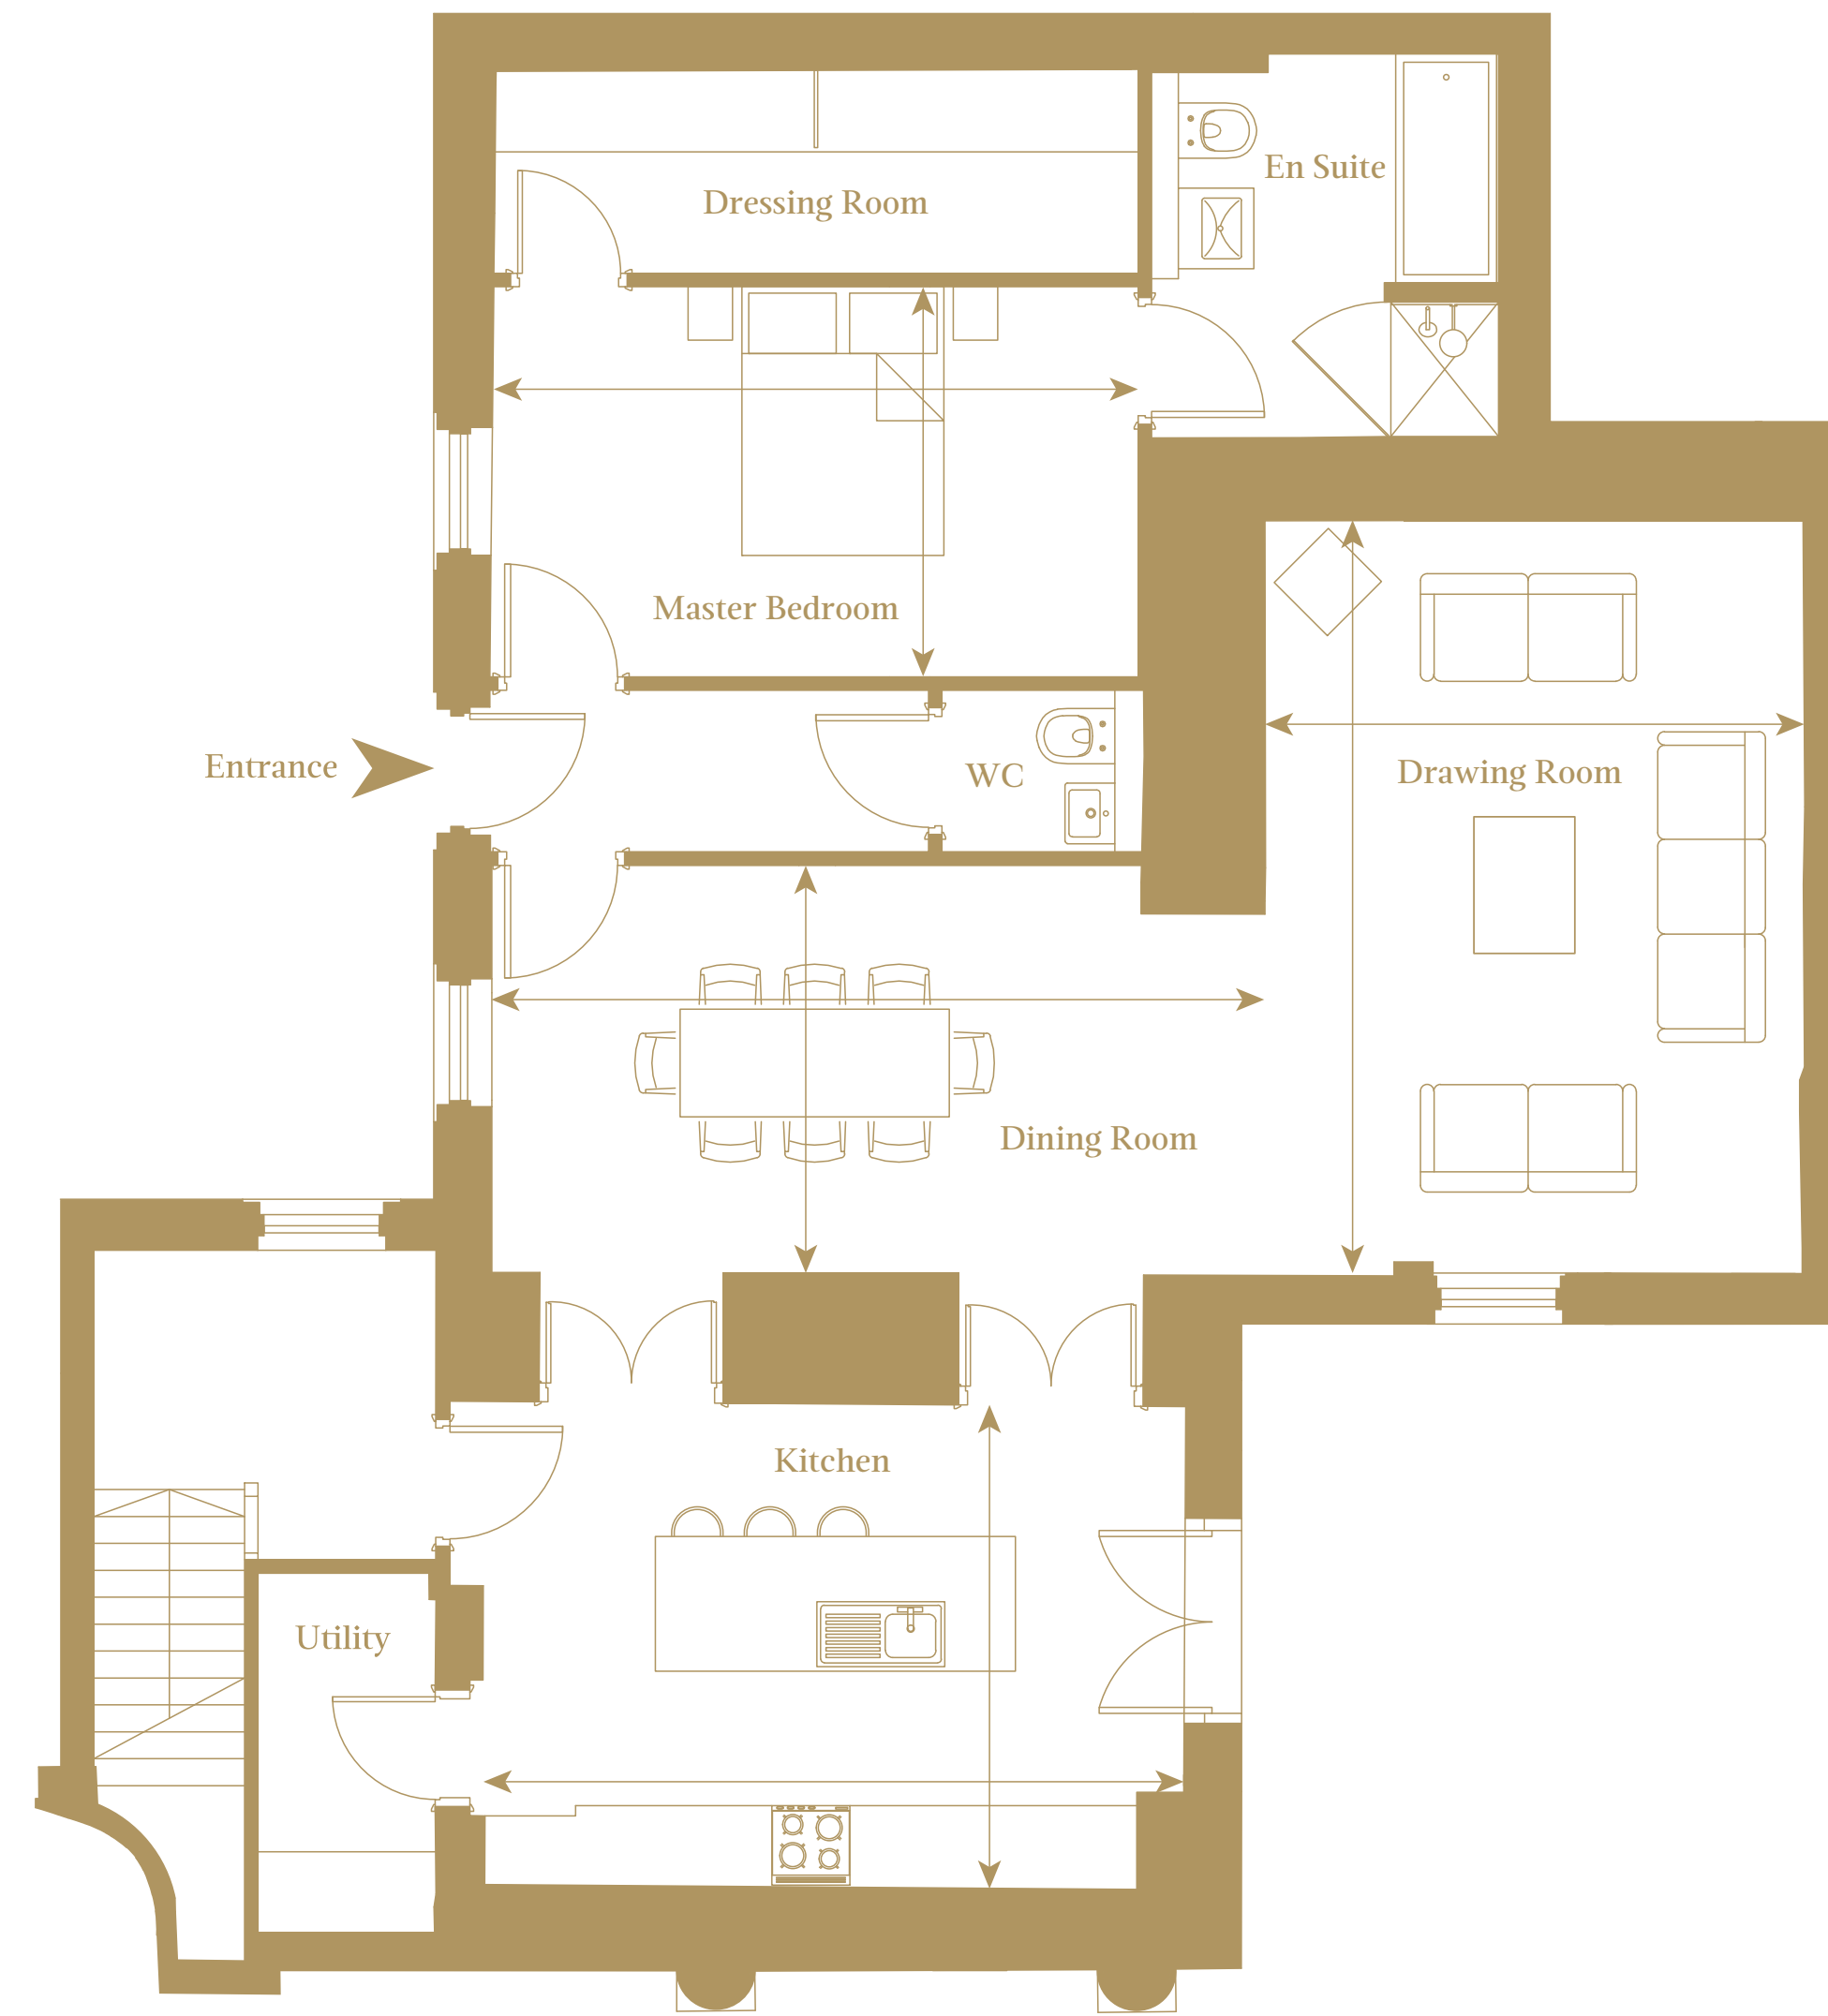 En Suite
Dressing Room
Master Bedroom
Entrance
WC
Drawing Room
Dining Room
Kitchen
Utility